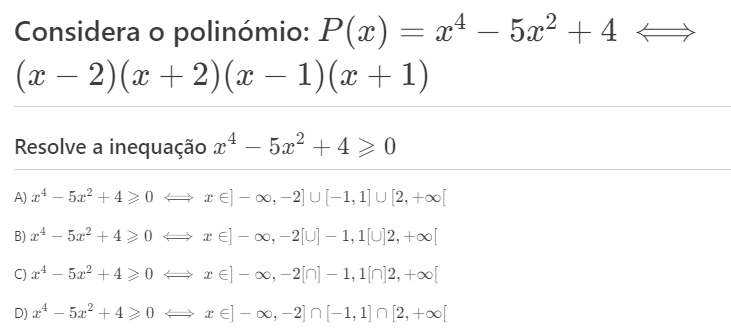 Considera o polinómio: P(x) = x⁴ − 5x² + 4 ⟺
(x − 2)(x + 2)(x − 1)(x + 1)
Resolve a inequação x⁴ − 5x² + 4 ⩾ 0
A) x⁴ − 5x² + 4 ⩾ 0 ⟺ x ∈] − ∞, −2] ∪ [−1, 1] ∪ [2, +∞[
B) x⁴ − 5x² + 4 ⩾ 0 ⟺ x ∈] − ∞, −2[∪] − 1, 1[∪]2, +∞[
C) x⁴ − 5x² + 4 ⩾ 0 ⟺ x ∈] − ∞, −2[∩] − 1, 1[∩]2, +∞[
D) x⁴ − 5x² + 4 ⩾ 0 ⟺ x ∈] − ∞, −2] ∩ [−1, 1] ∩ [2, +∞[